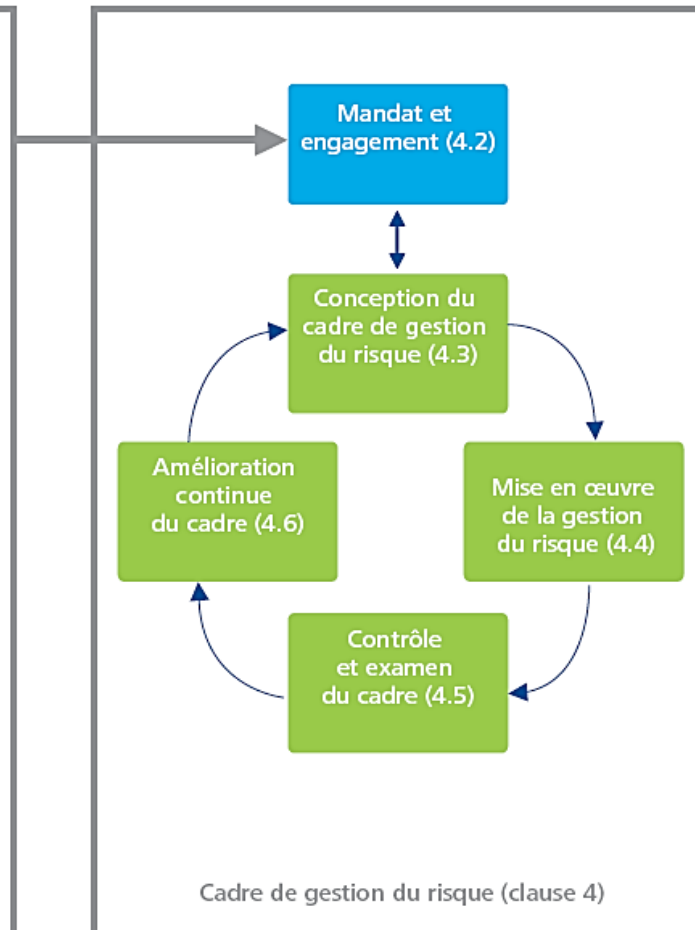 Mandat et
engagement (4.2)
Conception du
cadre de gestion
du risque (4.3)
Amélioration
continue
du cadre (4.6)
Mise en œuvre
de la gestion
du risque (4.4)
Contrôle
et examen
du cadre (4.5)
Cadre de gestion du risque (clause 4)